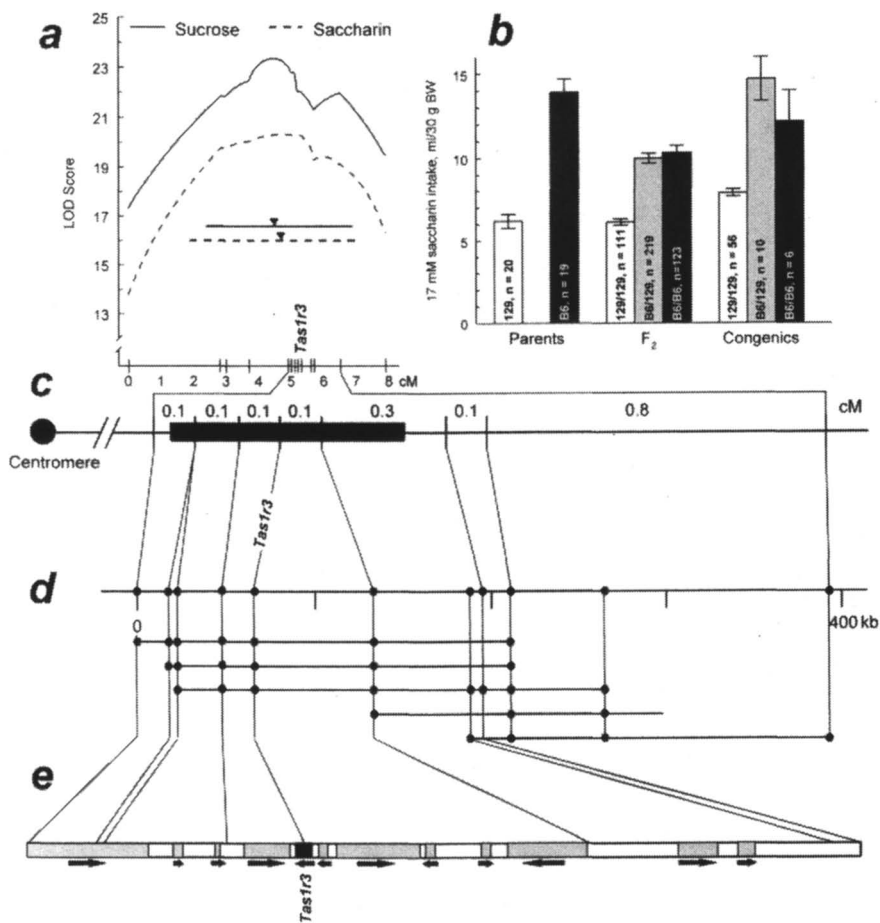 a
Sucrose
Saccharin
LOD Score
25
23
21
19
17
15
13
Tas1r3
0 1 2 3 4 5 6 7 8 cM
b
17 mM saccharin intake, ml/30 g BW
15
10
5
0
129, n = 20
B6, n = 19
129/129, n = 111
B6/129, n = 219
B6/B6, n=123
129/129, n = 56
B6/129, n = 10
B6/B6, n = 6
Parents
F2
Congenics
c
0.1 0.1 0.1 0.1 0.3 0.1 0.8 cM
Centromere
Tas1r3
d
0
400 kb
e
Tas1r3